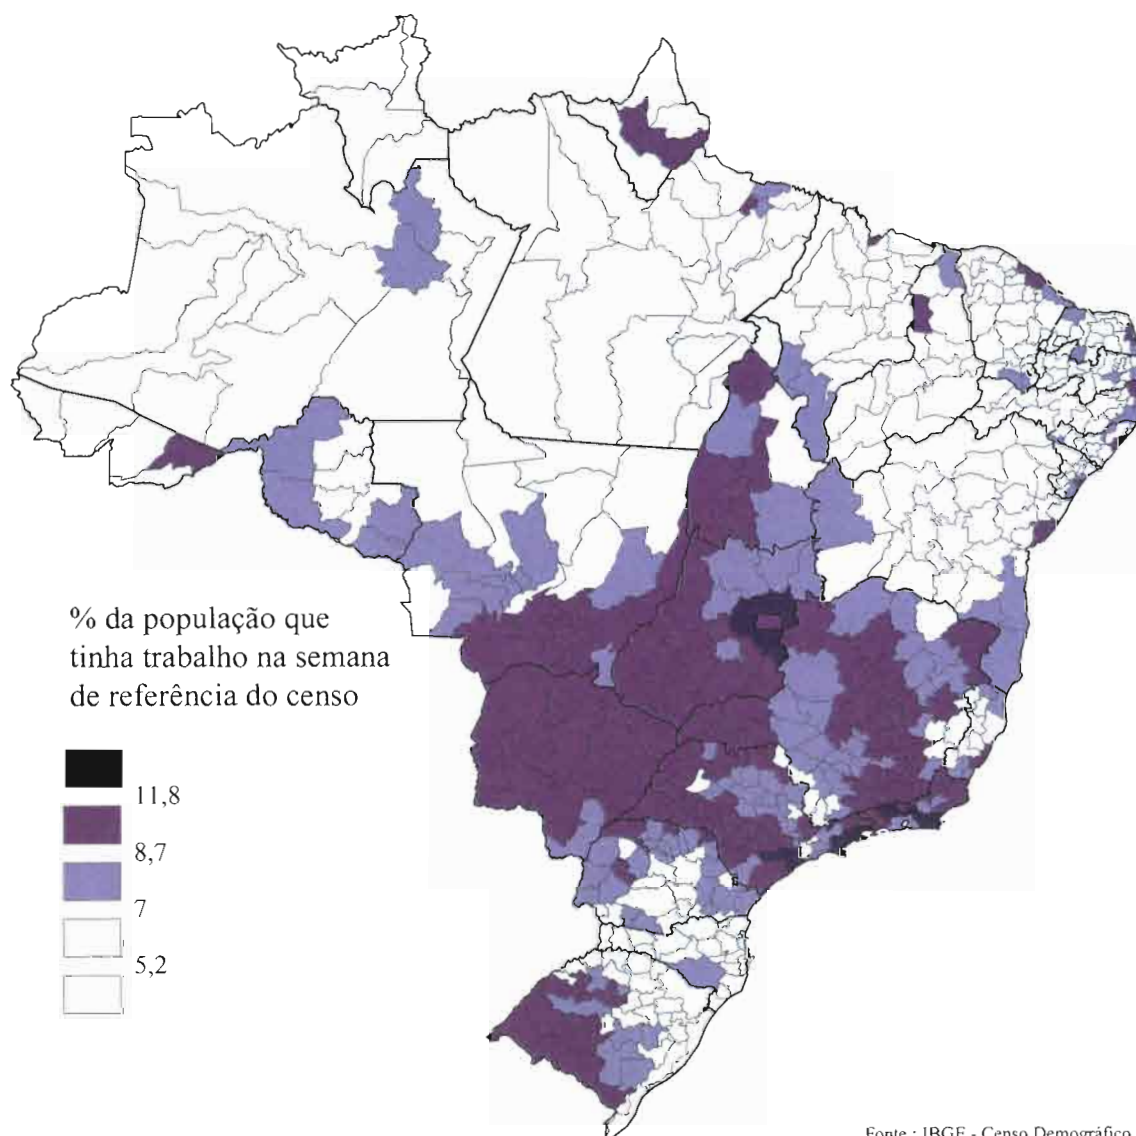 % da população que
tinha trabalho na semana
de referência do censo
11,8
8,7
7
5,2
Fonte : IBGE - Censo Demográfico